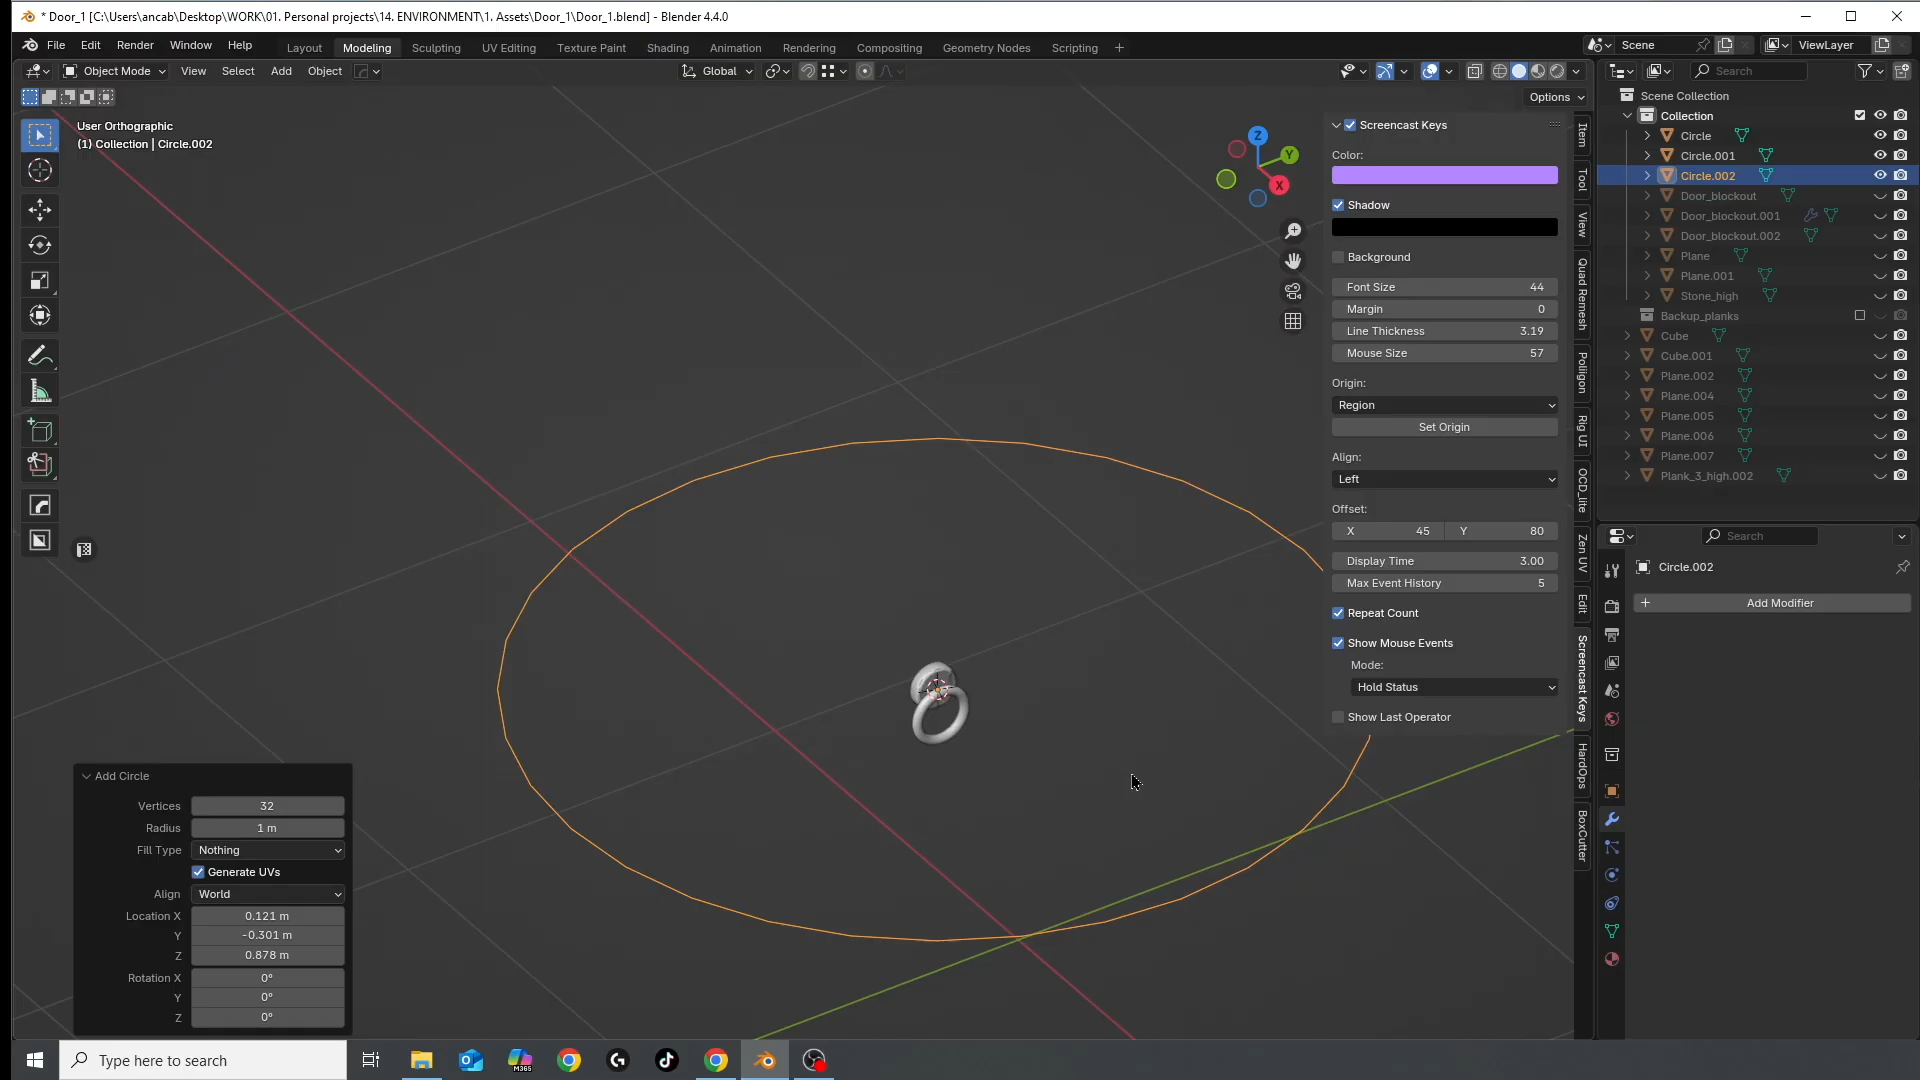 * Door_1 [C:\Users\ancab\Desktop\WORK\01. Personal projects\14. ENVIRONMENT\1. Assets\Door_1\Door_1.blend] - Blender 4.4.0
File Edit Render Window Help
Layout Modeling Sculpting UV Editing Texture Paint Shading Animation Rendering Compositing Geometry Nodes Scripting +
Scene
ViewLayer
Object Mode
View Select Add Object
Global
Search
Options
User Orthographic
(1) Collection | Circle.002
Z
Y
X
Screencast Keys
Color:
Shadow
Background
Font Size 44
Margin 0
Line Thickness 3.19
Mouse Size 57
Origin:
Region
Set Origin
Align:
Left
Offset:
X 45 Y 80
Display Time 3.00
Max Event History 5
Repeat Count
Show Mouse Events
Mode:
Hold Status
Show Last Operator
Item
Tool
View
Quad Remesh
Poliigon
Rig UI
OCD_lite
Zen UV
Edit
Screencast Keys
HardOps
BoxCutter
Scene Collection
Collection
Circle
Circle.001
Circle.002
Door_blockout
Door_blockout.001
Door_blockout.002
Plane
Plane.001
Stone_high
Backup_planks
Cube
Cube.001
Plane.002
Plane.004
Plane.005
Plane.006
Plane.007
Plank_3_high.002
Search
Circle.002
+ Add Modifier
Add Circle
Vertices 32
Radius 1 m
Fill Type Nothing
Generate UVs
Align World
Location X 0.121 m
Y -0.301 m
Z 0.878 m
Rotation X 0°
Y 0°
Z 0°
Type here to search
M365